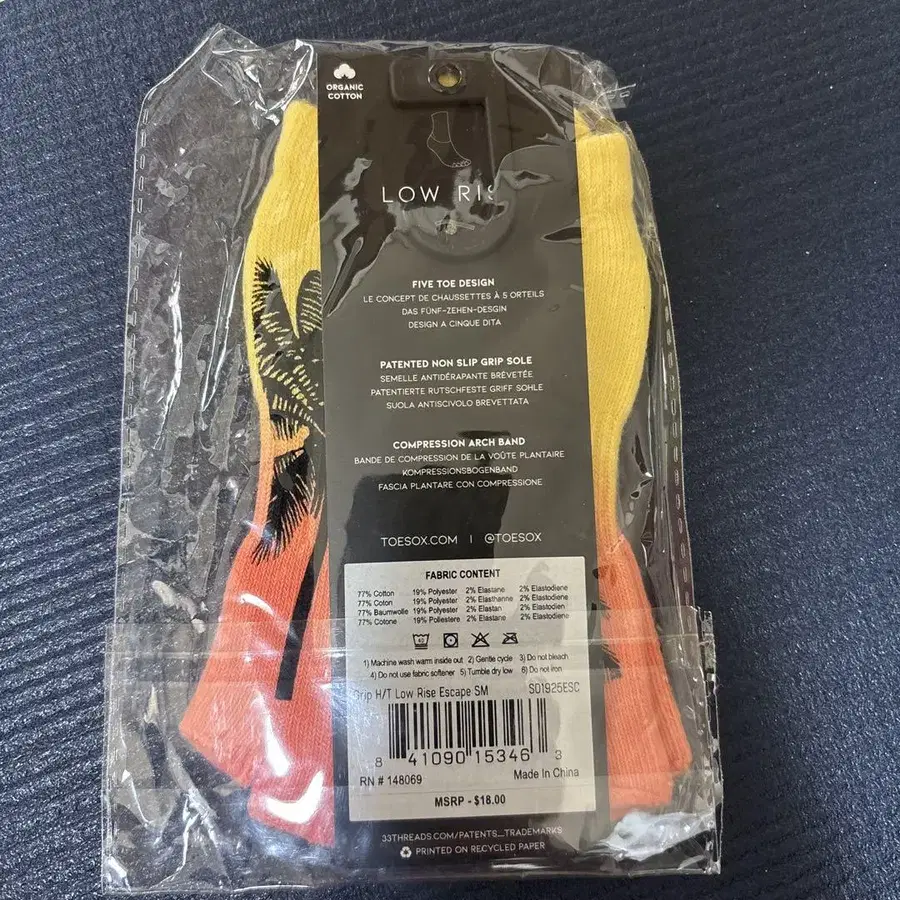 ORGANIC
COTTON
LOW RIS
FIVE TOE DESIGN
LE CONCEPT DE CHAUSSETTES À 5 ORTEILS
DAS FÜNF-ZEHEN-DESGIN
DESIGN A CINQUE DITA
PATENTED NON SLIP GRIP SOLE
SEMELLE ANTIDÉRAPANTE BRÉVETÉE
PATENTIERTE RUTSCHFESTE GRIFF SOHLE
SUOLA ANTISCIVOLO BREVETTATA
COMPRESSION ARCH BAND
BANDE DE COMPRESSION DE LA VOÛTE PLANTAIRE
KOMPRESSIONSBOGENBAND
FASCIA PLANTARE CON COMPRESSIONE
TOESOX.COM | @TOESOX
FABRIC CONTENT
77% Cotton 19% Polyester 2% Elastane 2% Elastodiene
77% Coton 19% Polyester 2% Elasthanne 2% Elastodiene
77% Baumwolle 19% Polyester 2% Elastan 2% Elastodien
77% Cotone 19% Poliestere 2% Elastane 2% Elastodiene
1) Machine wash warm inside out 2) Gentle cycle 3) Do not bleach
4) Do not use fabric softener 5) Tumble dry low 6) Do not iron
Grip H/T Low Rise Escape SM S01925ESC
8 41090 15346 3
RN # 148069 Made In China
MSRP - $18.00
33THREADS.COM/PATENTS_TRADEMARKS
PRINTED ON RECYCLED PAPER